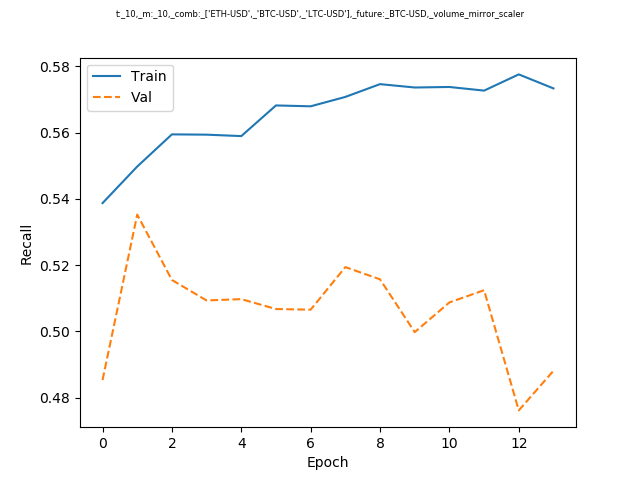 t:_10,_m:_10,_comb:_['ETH-USD',_'BTC-USD',_'LTC-USD'],_future:_BTC-USD,_volume_mirror_scaler
Train
Val
0.58
0.56
0.54
0.52
0.50
0.48
Recall
0 2 4 6 8 10 12
Epoch